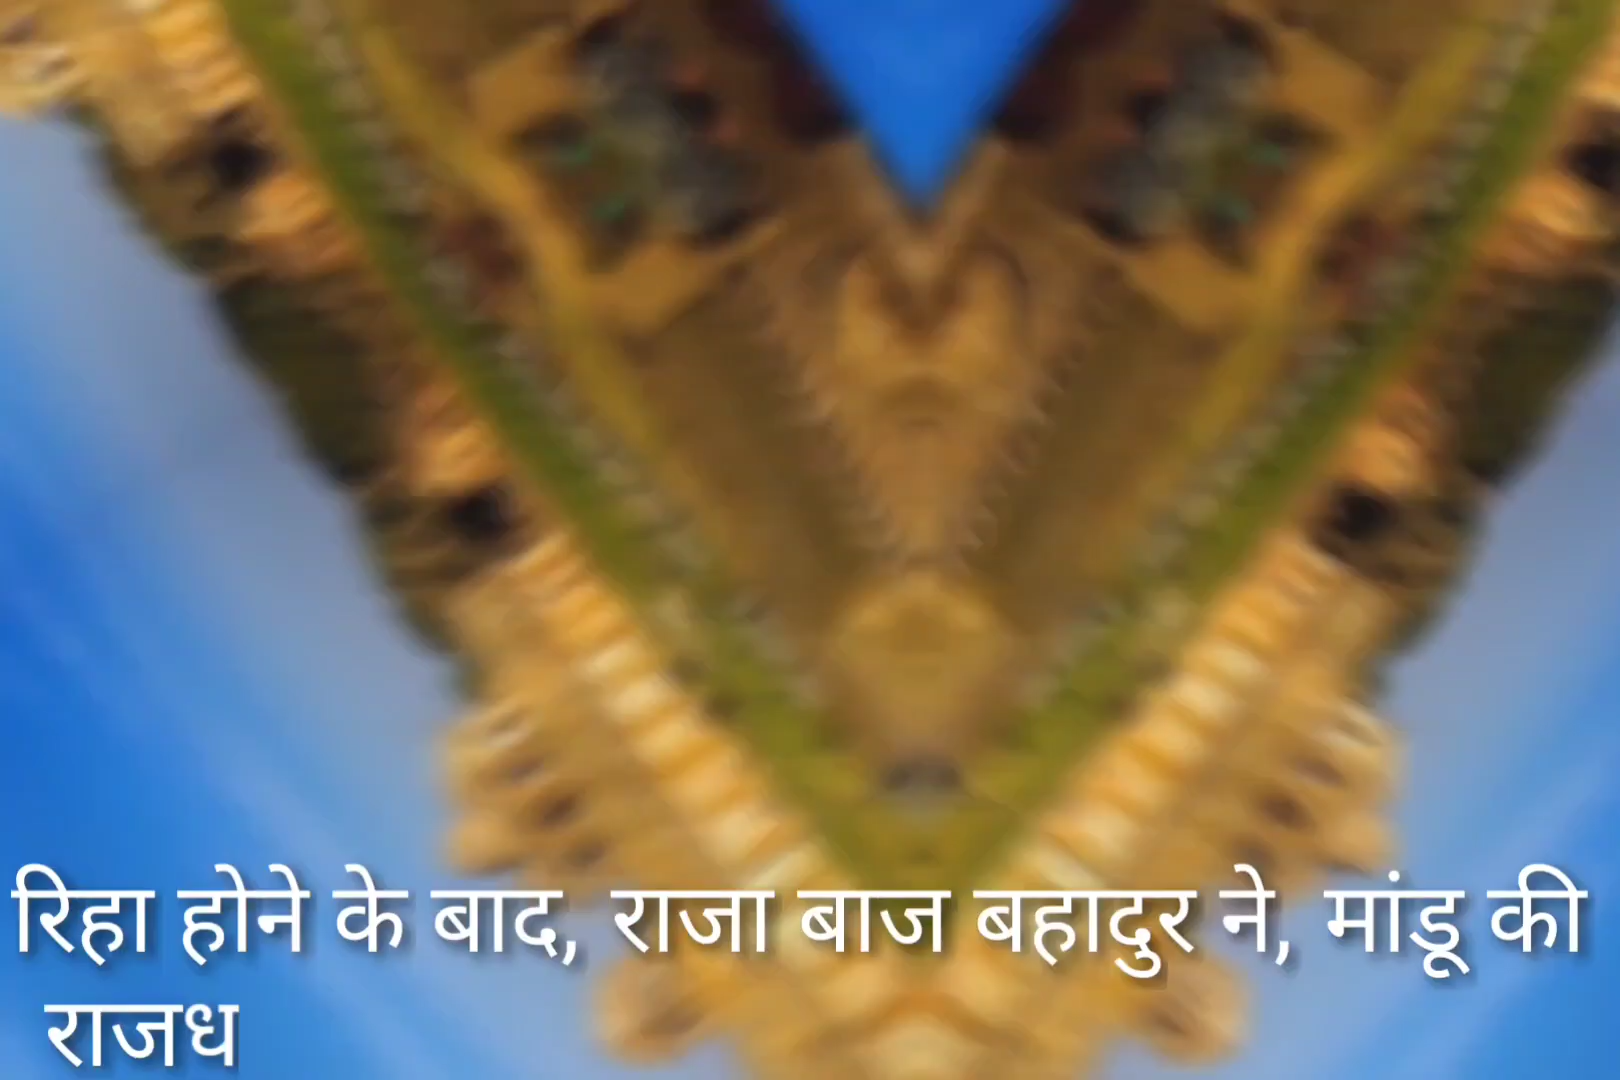 रिहा होने के बाद, राजा बाज बहादुर ने, मांडू की
राजध